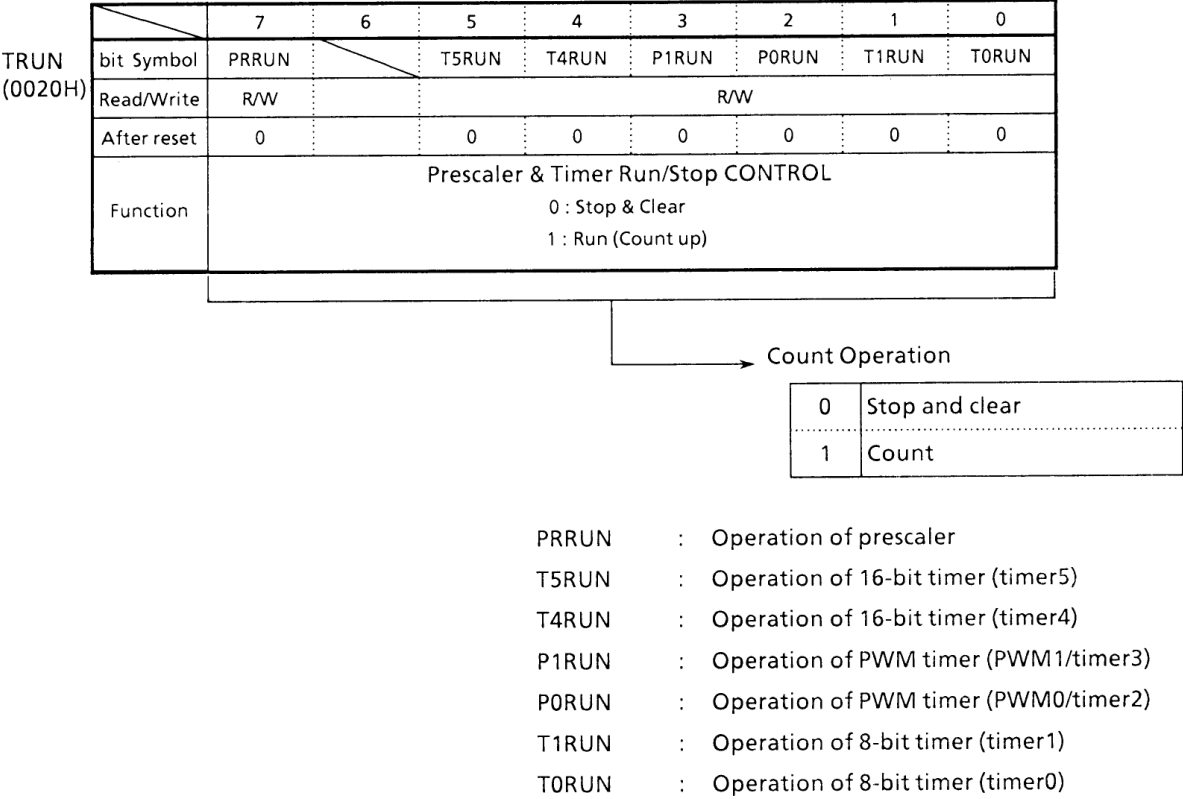 7 6 5 4 3 2 1 0
TRUN
(0020H)
bit Symbol PRRUN T5RUN T4RUN P1RUN P0RUN T1RUN T0RUN
Read/Write R/W R/W
After reset 0 0 0 0 0 0 0
Function
Prescaler & Timer Run/Stop CONTROL
0 : Stop & Clear
1 : Run (Count up)
Count Operation
0 Stop and clear
1 Count
PRRUN : Operation of prescaler
T5RUN : Operation of 16-bit timer (timer5)
T4RUN : Operation of 16-bit timer (timer4)
P1RUN : Operation of PWM timer (PWM1/timer3)
P0RUN : Operation of PWM timer (PWM0/timer2)
T1RUN : Operation of 8-bit timer (timer1)
T0RUN : Operation of 8-bit timer (timer0)